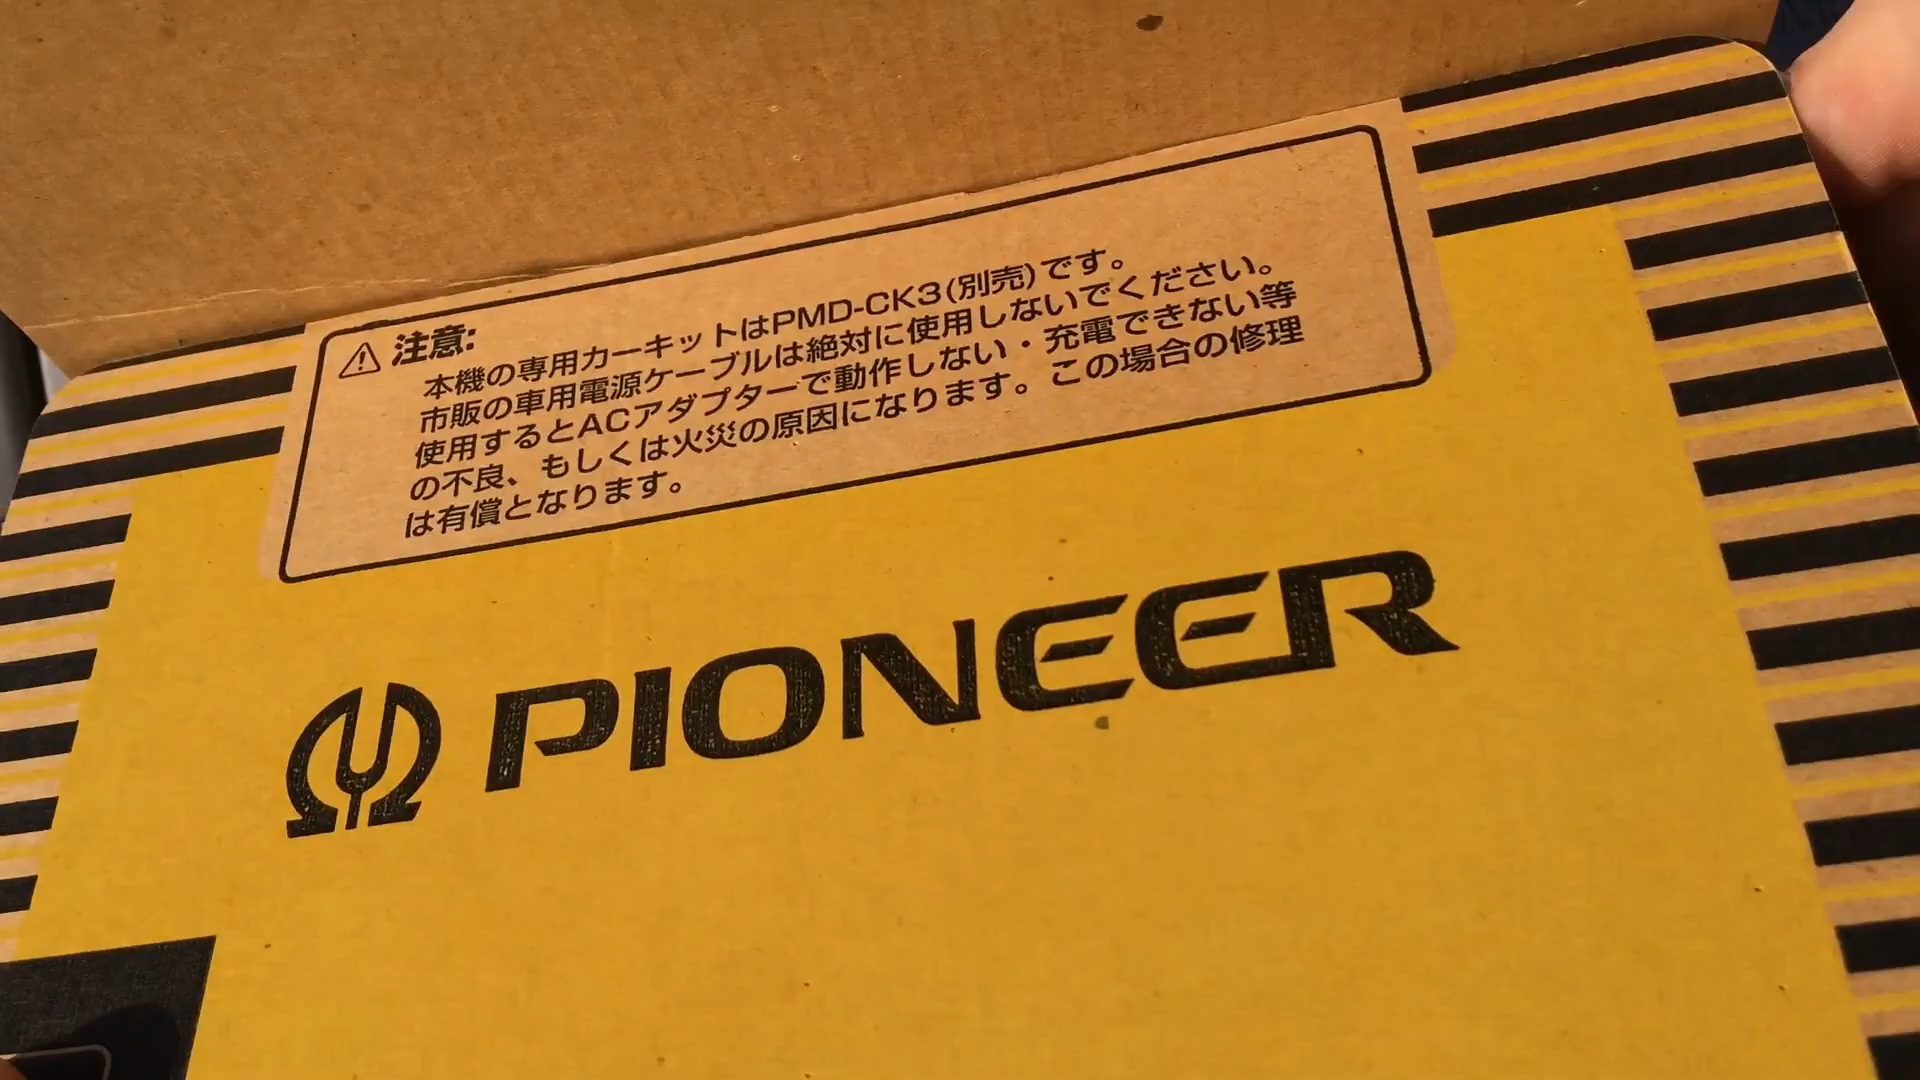 ⚠ 注意:
本機の専用カーキットはPMD-CK3(別売)です。
市販の車用電源ケーブルは絶対に使用しないでください。
使用するとACアダプターで動作しない・充電できない等
の不良、もしくは火災の原因になります。この場合の修理
は有償となります。
PIONEER